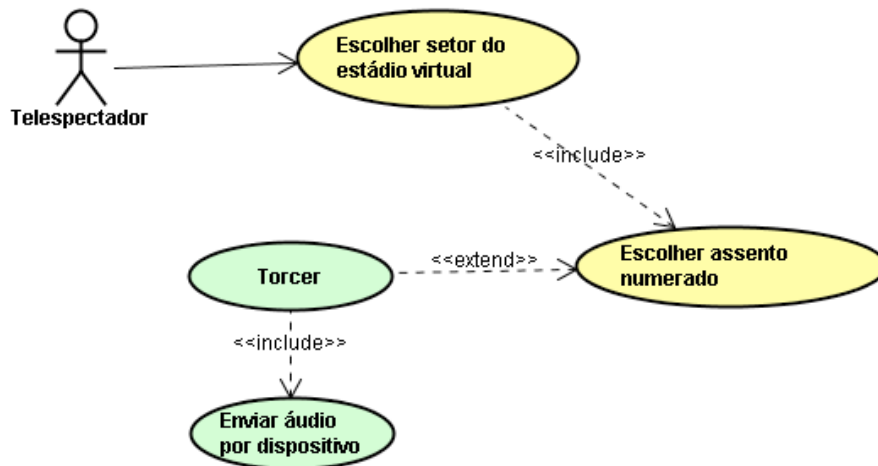 Escolher setor do
estádio virtual
Telespectador
<<include>>
Escolher assento
numerado
<<extend>>
Torcer
<<include>>
Enviar áudio
por dispositivo